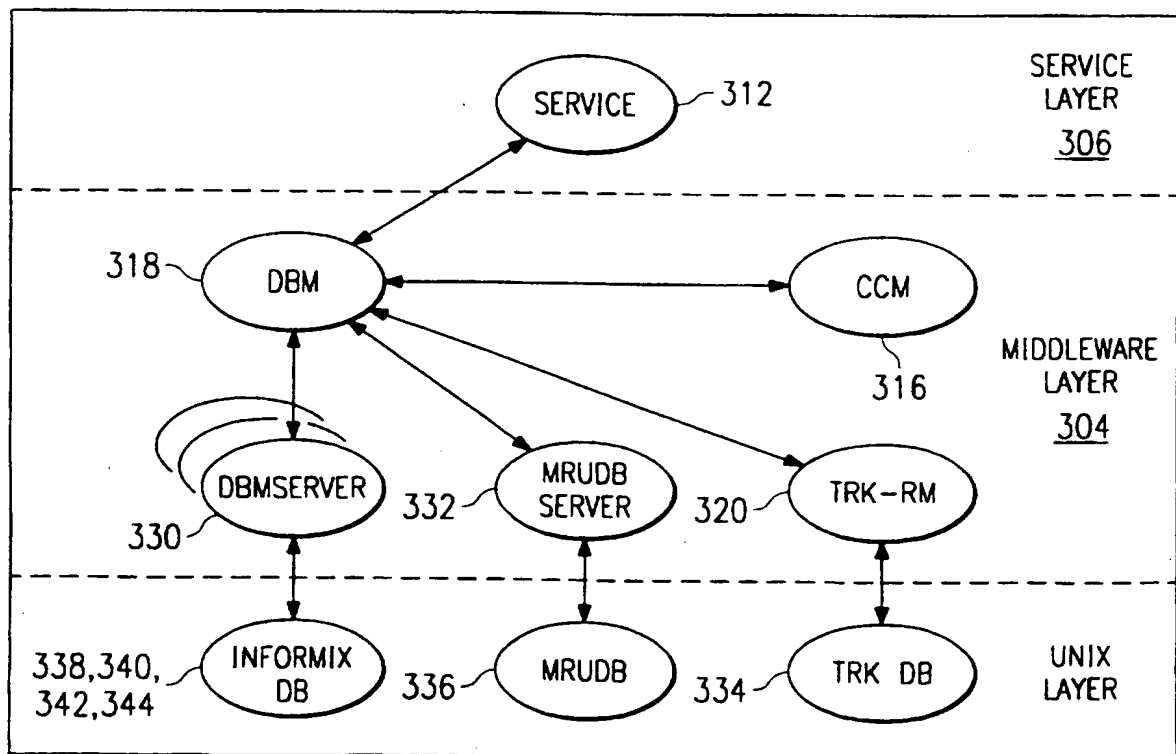 SERVICE
312
SERVICE
LAYER
306
318
DBM
CCM
316
MIDDLEWARE
LAYER
304
DBMSERVER
330
332
MRUDB
SERVER
320
TRK-RM
338,340,
342,344
INFORMIX
DB
336
MRUDB
334
TRK DB
UNIX
LAYER